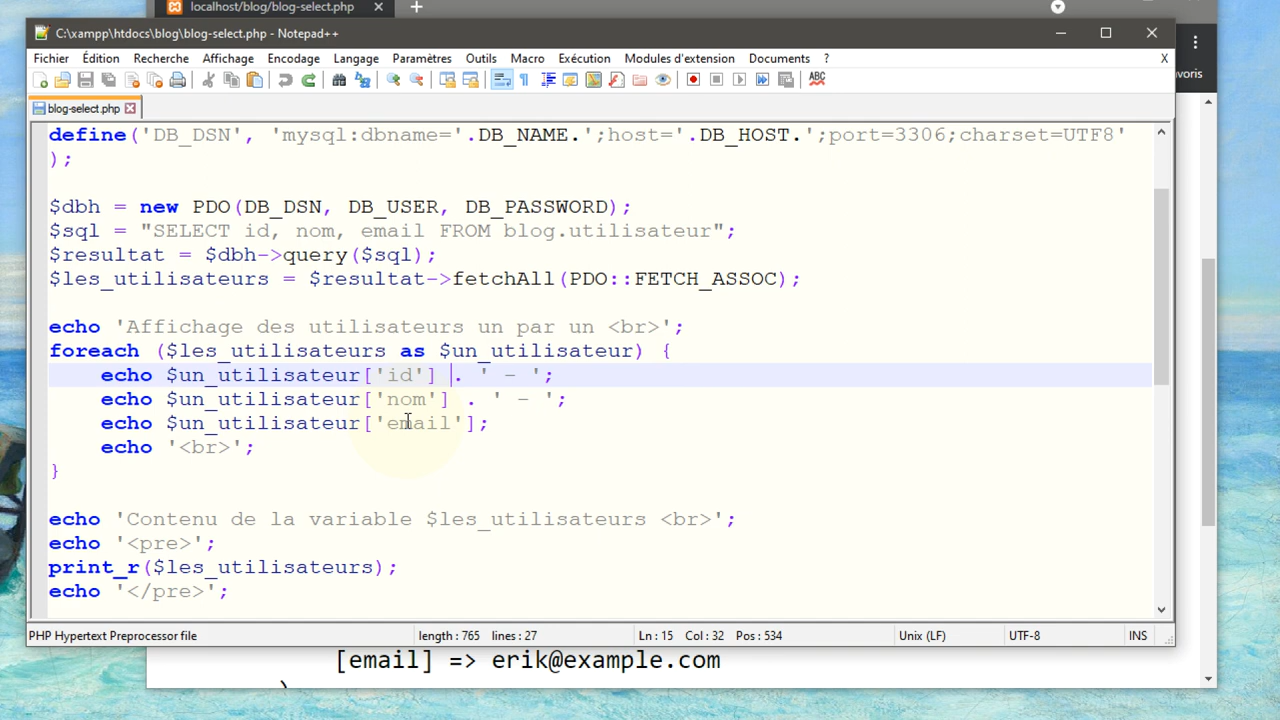 localhost/blog/blog-select.php
C:\xampp\htdocs\blog\blog-select.php - Notepad++
Fichier Édition Recherche Affichage Encodage Langage Paramètres Outils Macro Exécution Modules d'extension Documents ? X
blog-select.php
define('DB_DSN', 'mysql:dbname='.DB_NAME.';host='.DB_HOST.';port=3306;charset=UTF8'
);
$dbh = new PDO(DB_DSN, DB_USER, DB_PASSWORD);
$sql = "SELECT id, nom, email FROM blog.utilisateur";
$resultat = $dbh->query($sql);
$les_utilisateurs = $resultat->fetchAll(PDO::FETCH_ASSOC);
echo 'Affichage des utilisateurs un par un <br>';
foreach ($les_utilisateurs as $un_utilisateur) {
echo $un_utilisateur['id'] . ' - ';
echo $un_utilisateur['nom'] . ' - ';
echo $un_utilisateur['email'];
echo '<br>';
}
echo 'Contenu de la variable $les_utilisateurs <br>';
echo '<pre>';
print_r($les_utilisateurs);
echo '</pre>';
PHP Hypertext Preprocessor file length : 765 lines : 27 Ln : 15 Col : 32 Pos : 534 Unix (LF) UTF-8 INS
[email] => erik@example.com
)